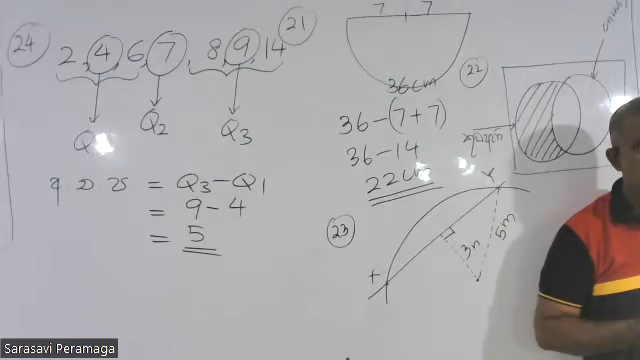 24
2, 4, 6, 7, 8, 9, 14
Q
Q2
Q3
= Q3 - Q1
= 9 - 4
= 5
21
7 7
36cm
36 - (7 + 7)
36 - 14
22
22
23
3m
5m
Sarasavi Peramaga